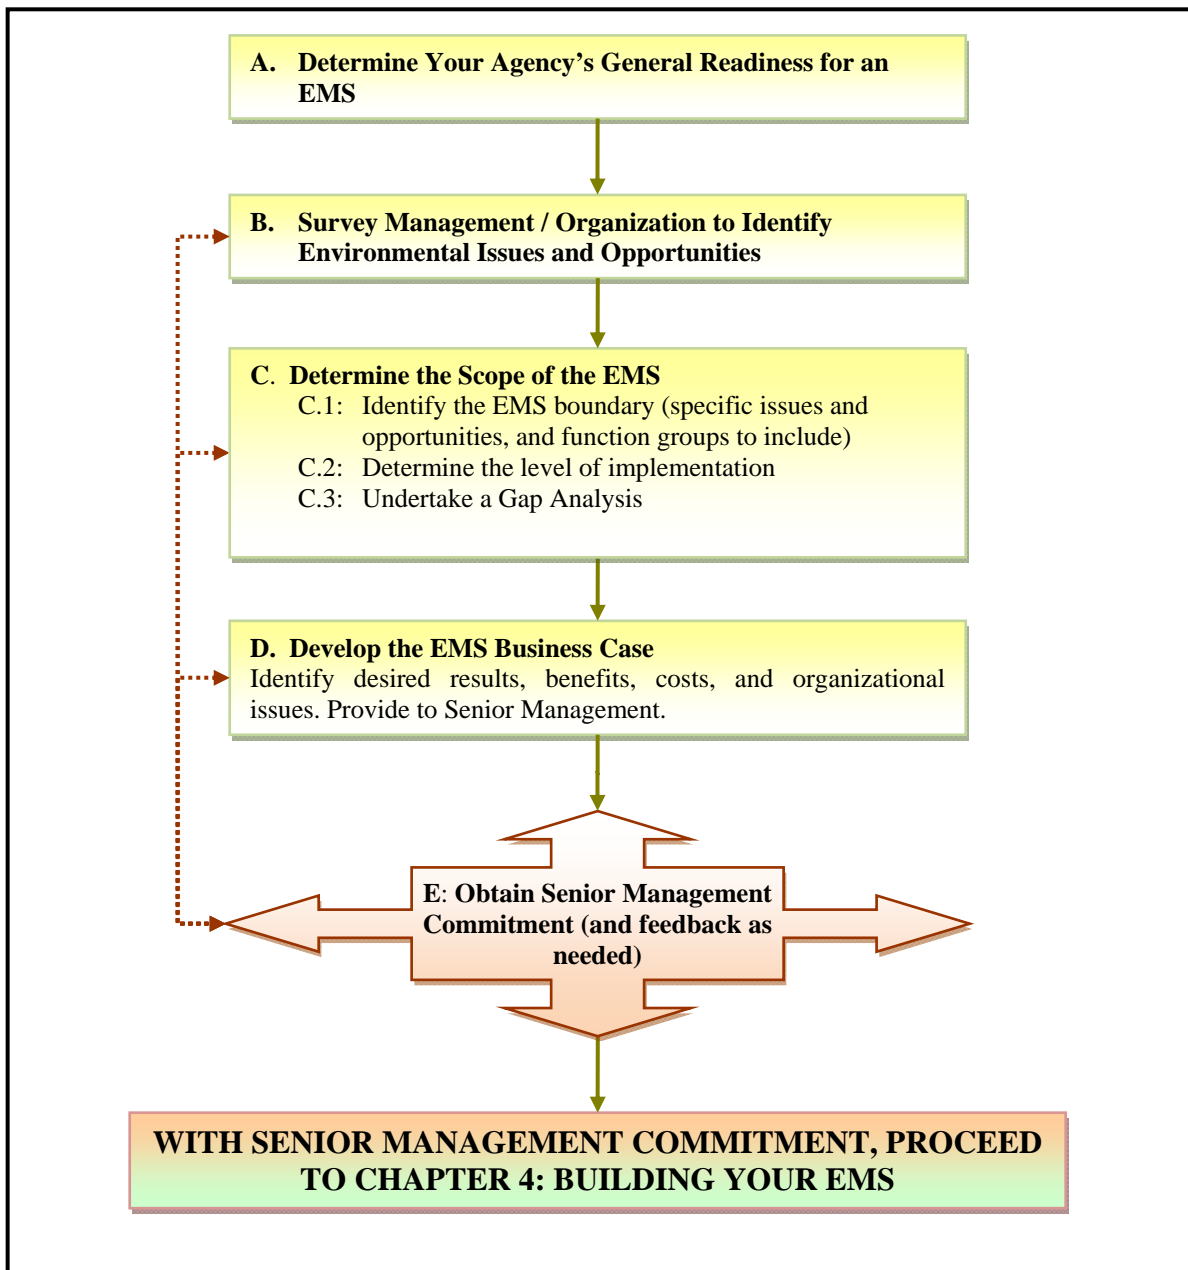 A. Determine Your Agency’s General Readiness for an
EMS
B. Survey Management / Organization to Identify
Environmental Issues and Opportunities
C. Determine the Scope of the EMS
C.1: Identify the EMS boundary (specific issues and
opportunities, and function groups to include)
C.2: Determine the level of implementation
C.3: Undertake a Gap Analysis
D. Develop the EMS Business Case
Identify desired results, benefits, costs, and organizational
issues. Provide to Senior Management.
E: Obtain Senior Management
Commitment (and feedback as
needed)
WITH SENIOR MANAGEMENT COMMITMENT, PROCEED
TO CHAPTER 4: BUILDING YOUR EMS